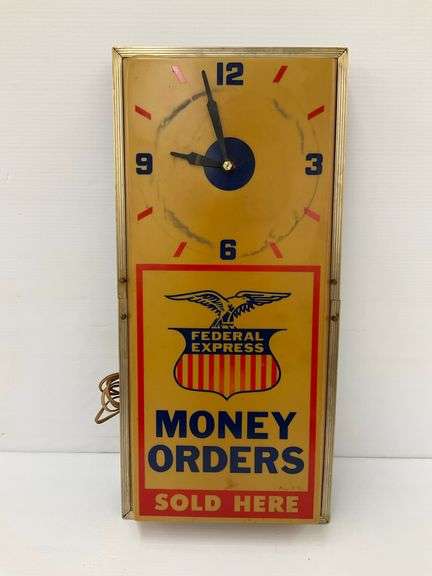 12
9 3
6
FEDERAL
EXPRESS
MONEY
ORDERS
SOLD HERE